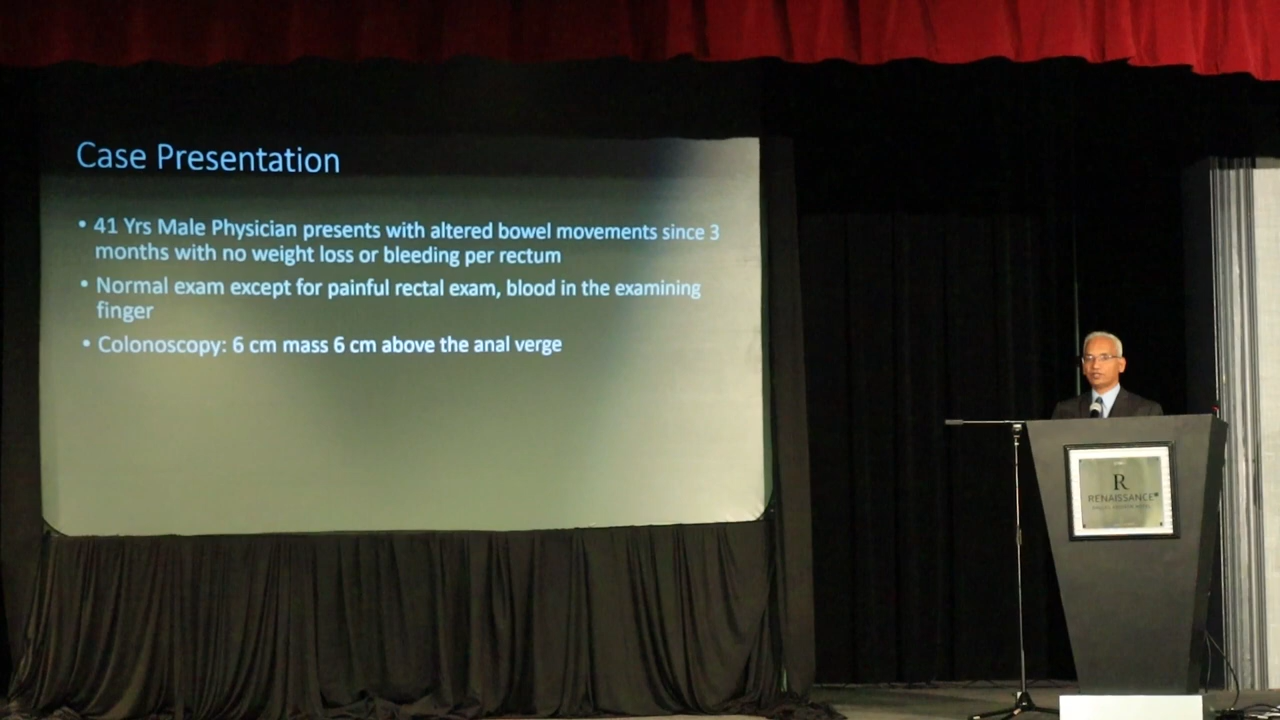 Case Presentation
• 41 Yrs Male Physician presents with altered bowel movements since 3
months with no weight loss or bleeding per rectum
• Normal exam except for painful rectal exam, blood in the examining
finger
• Colonoscopy: 6 cm mass 6 cm above the anal verge
R
RENAISSANCE